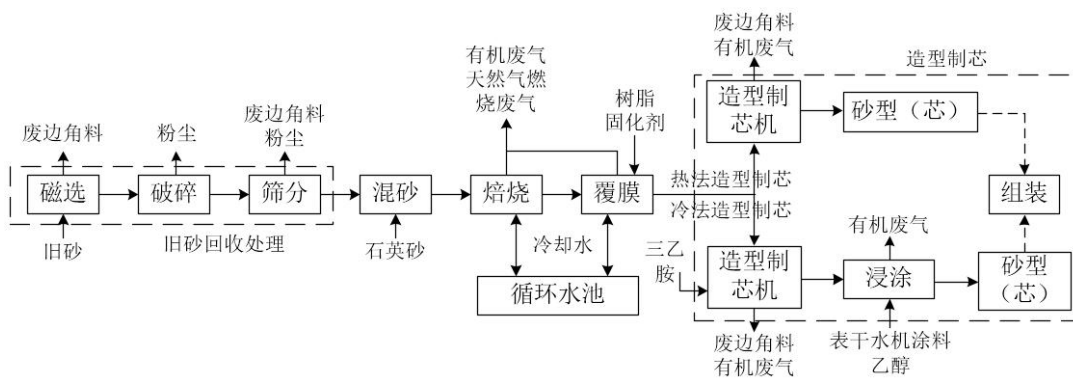 废边角料
有机废气
造型制芯
有机废气
天然气燃
烧废气
树脂
固化剂
造型制
芯机
砂型（芯）
废边角料
粉尘
废边角料
粉尘
磁选
破碎
筛分
混砂
焙烧
覆膜
热法造型制芯
冷法造型制芯
组装
旧砂
旧砂回收处理
石英砂
冷却水
三乙
胺
有机废气
造型制
芯机
浸涂
砂型
（芯）
循环水池
废边角料
有机废气
表干水机涂料
乙醇